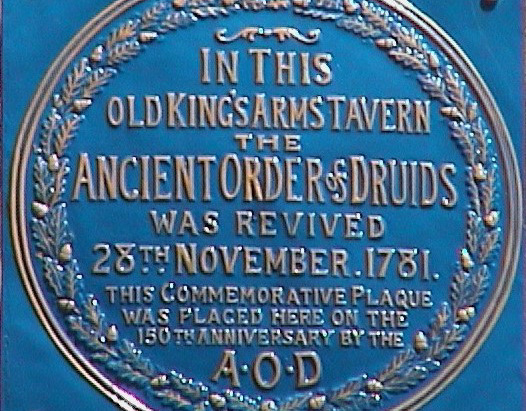 IN THIS
OLD KING'S ARMS TAVERN
THE
ANCIENT ORDER of DRUIDS
WAS REVIVED
28TH NOVEMBER. 1781.
THIS COMMEMORATIVE PLAQUE
WAS PLACED HERE ON THE
150TH ANNIVERSARY BY THE
A·O·D